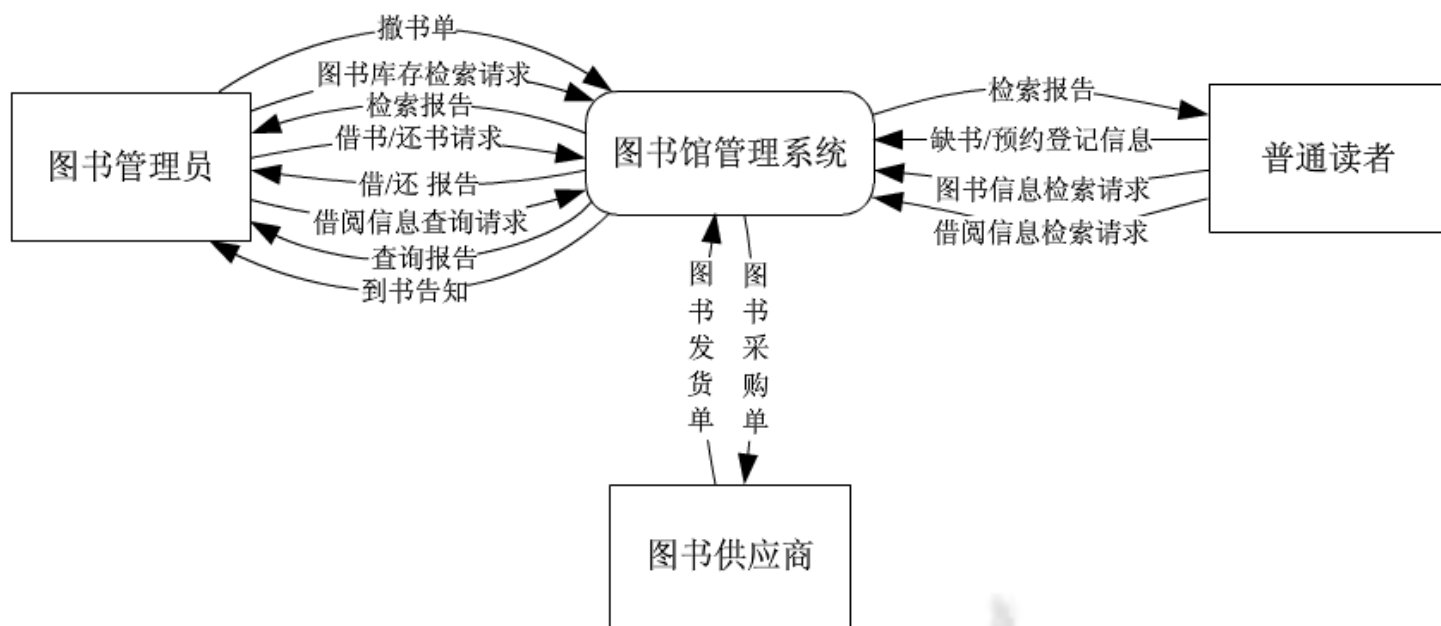 撤书单
图书库存检索请求
检索报告
借书/还书请求
借/还 报告
借阅信息查询请求
查询报告
到书告知
图书管理员
图书馆管理系统
检索报告
缺书/预约登记信息
图书信息检索请求
借阅信息检索请求
普通读者
图书发货单
图书采购单
图书供应商